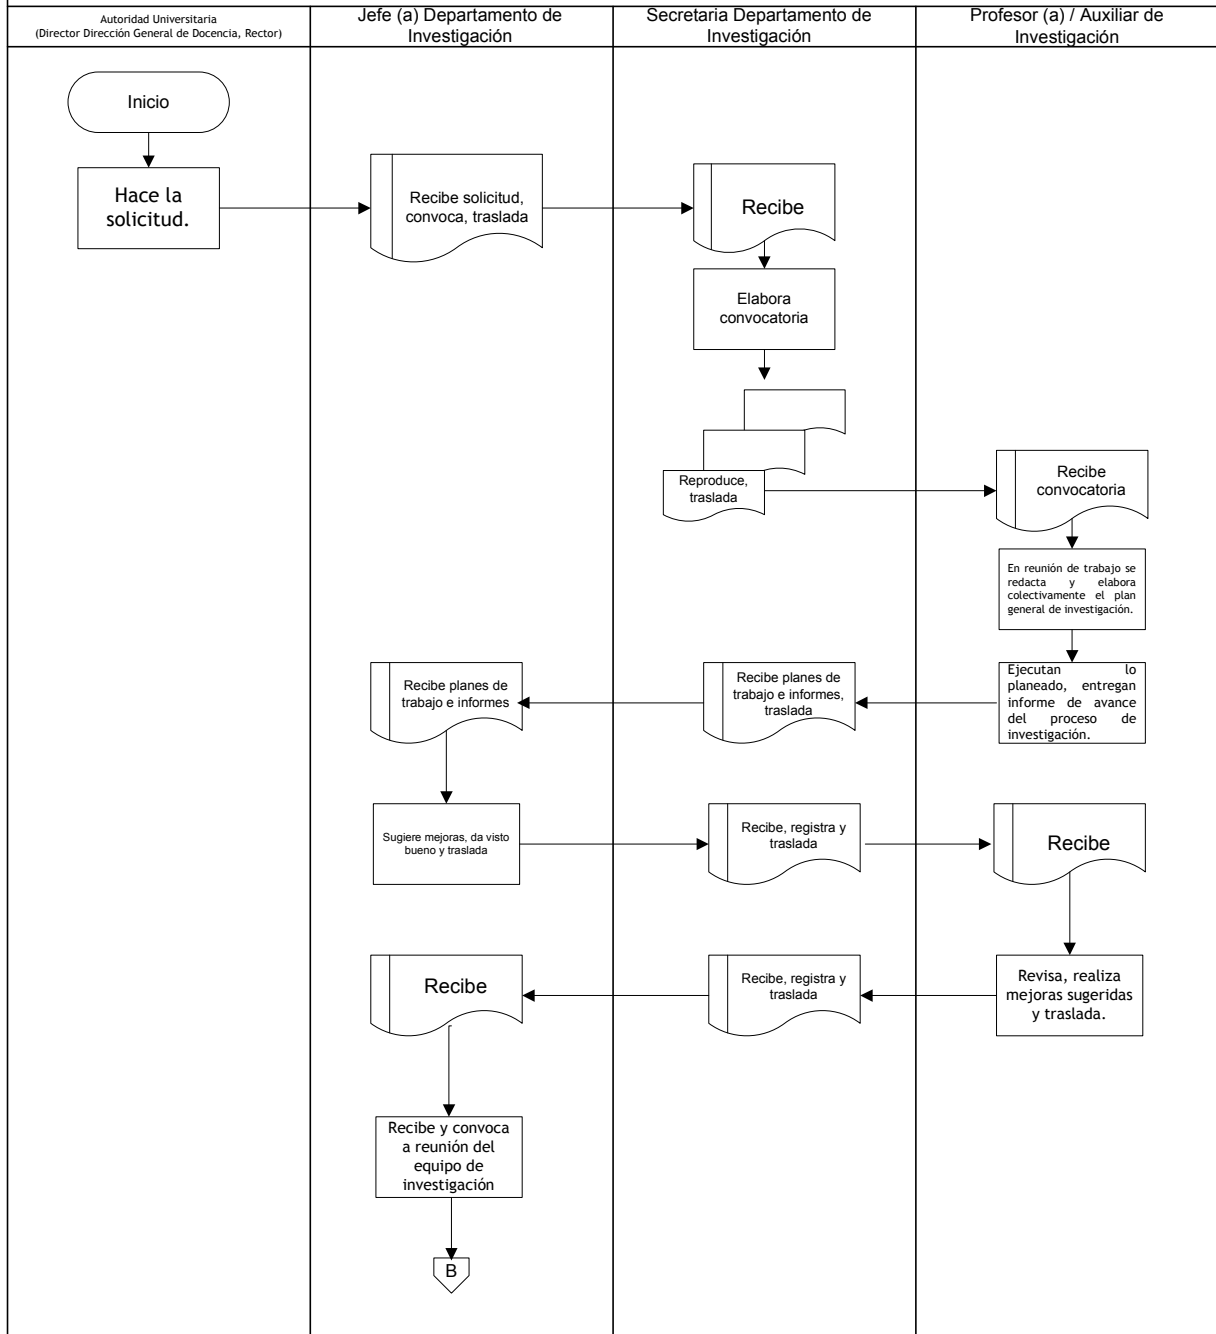 Autoridad Universitaria
(Director Dirección General de Docencia, Rector)
Jefe (a) Departamento de
Investigación
Secretaria Departamento de
Investigación
Profesor (a) / Auxiliar de
Investigación
Inicio
Hace la
solicitud.
Recibe solicitud,
convoca, traslada
Recibe
Elabora
convocatoria
Reproduce,
traslada
Recibe
convocatoria
En reunión de trabajo se
redacta y elabora
colectivamente el plan
general de investigación.
Ejecutan lo
planeado, entregan
informe de avance
del proceso de
investigación.
Recibe planes de
trabajo e informes,
traslada
Recibe planes de
trabajo e informes
Sugiere mejoras, da visto
bueno y traslada
Recibe, registra y
traslada
Recibe
Revisa, realiza
mejoras sugeridas
y traslada.
Recibe, registra y
traslada
Recibe
Recibe y convoca
a reunión del
equipo de
investigación
B